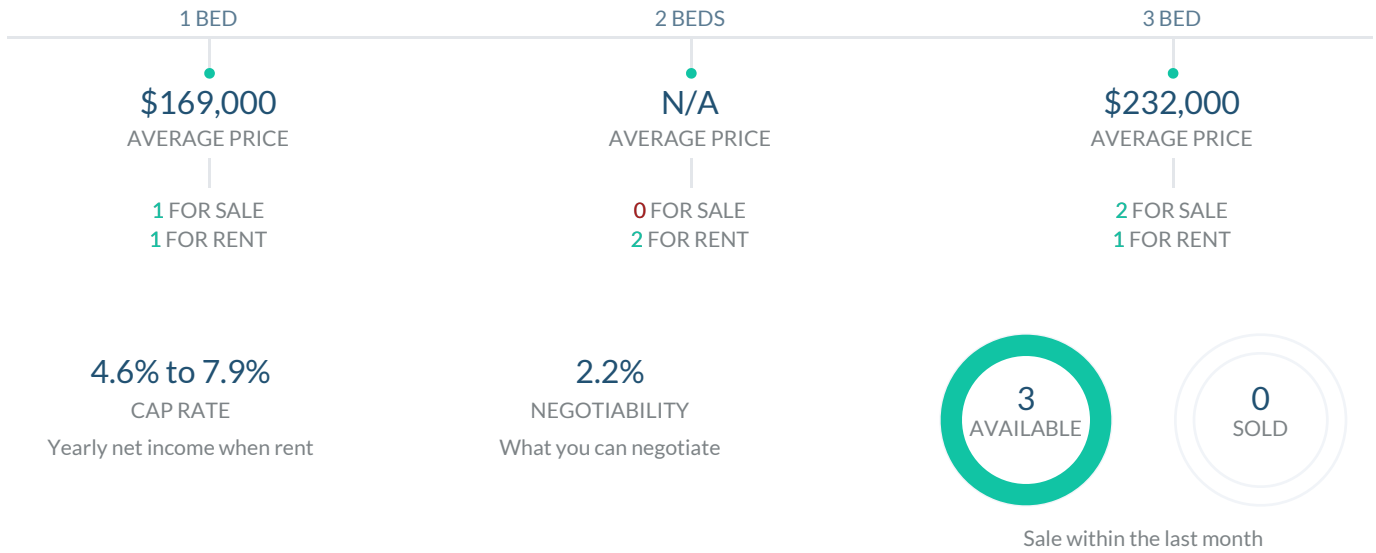 1 BED
$169,000
AVERAGE PRICE
1 FOR SALE
1 FOR RENT
2 BEDS
N/A
AVERAGE PRICE
0 FOR SALE
2 FOR RENT
3 BED
$232,000
AVERAGE PRICE
2 FOR SALE
1 FOR RENT
4.6% to 7.9%
CAP RATE
Yearly net income when rent
2.2%
NEGOTIABILITY
What you can negotiate
3
AVAILABLE
0
SOLD
Sale within the last month